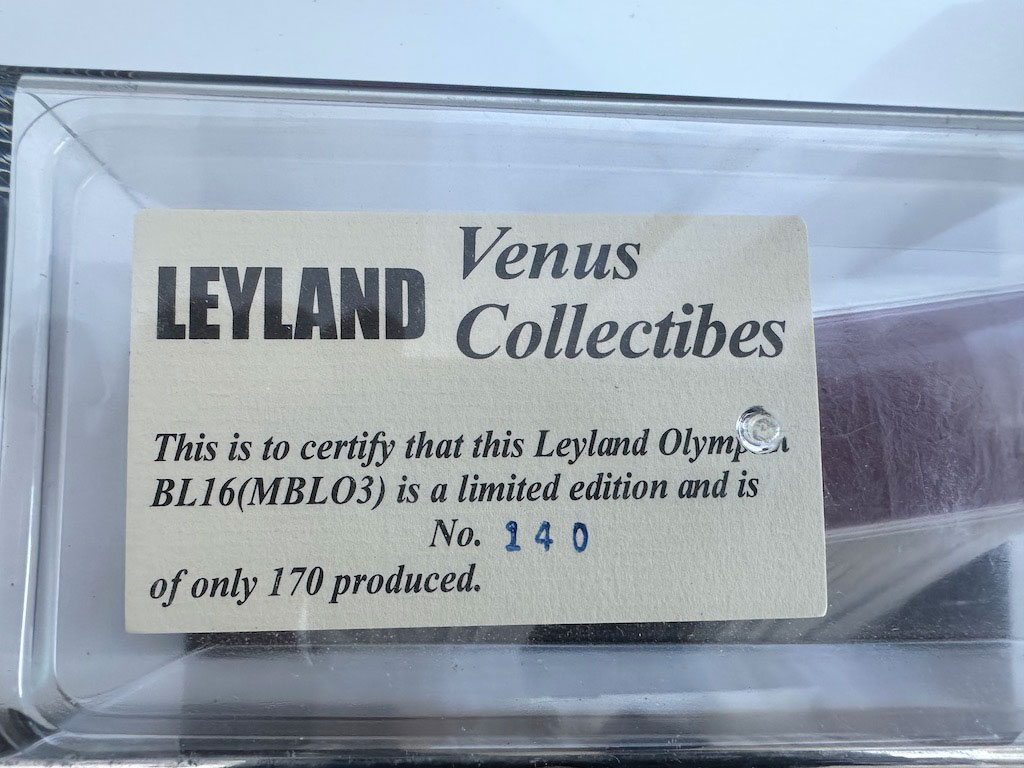 LEYLAND
Venus
Collectibes
This is to certify that this Leyland
BL16(MBLO3) is a limited edition and is
No. 140
of only 170 produced.